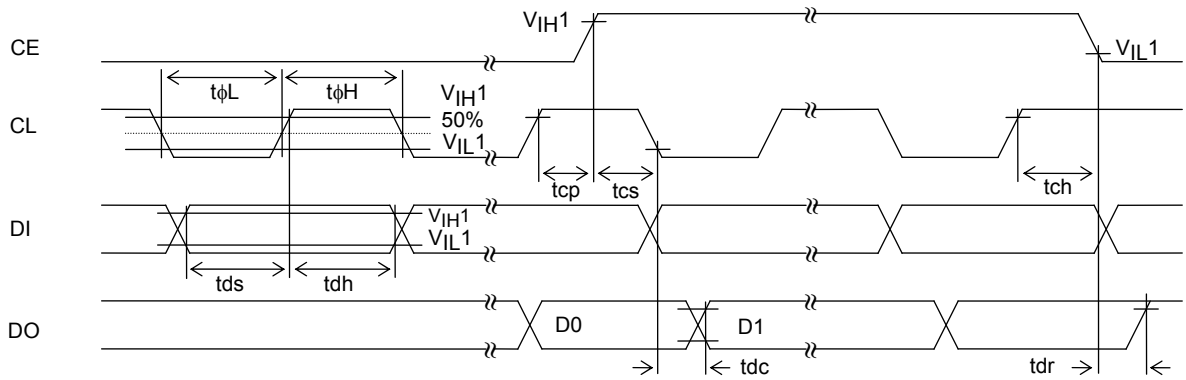 CE
VIH1
VIL1
tϕL
tϕH
CL
VIH1
50%
VIL1
tcp
tcs
tch
DI
VIH1
VIL1
tds
tdh
DO
D0
D1
tdc
tdr